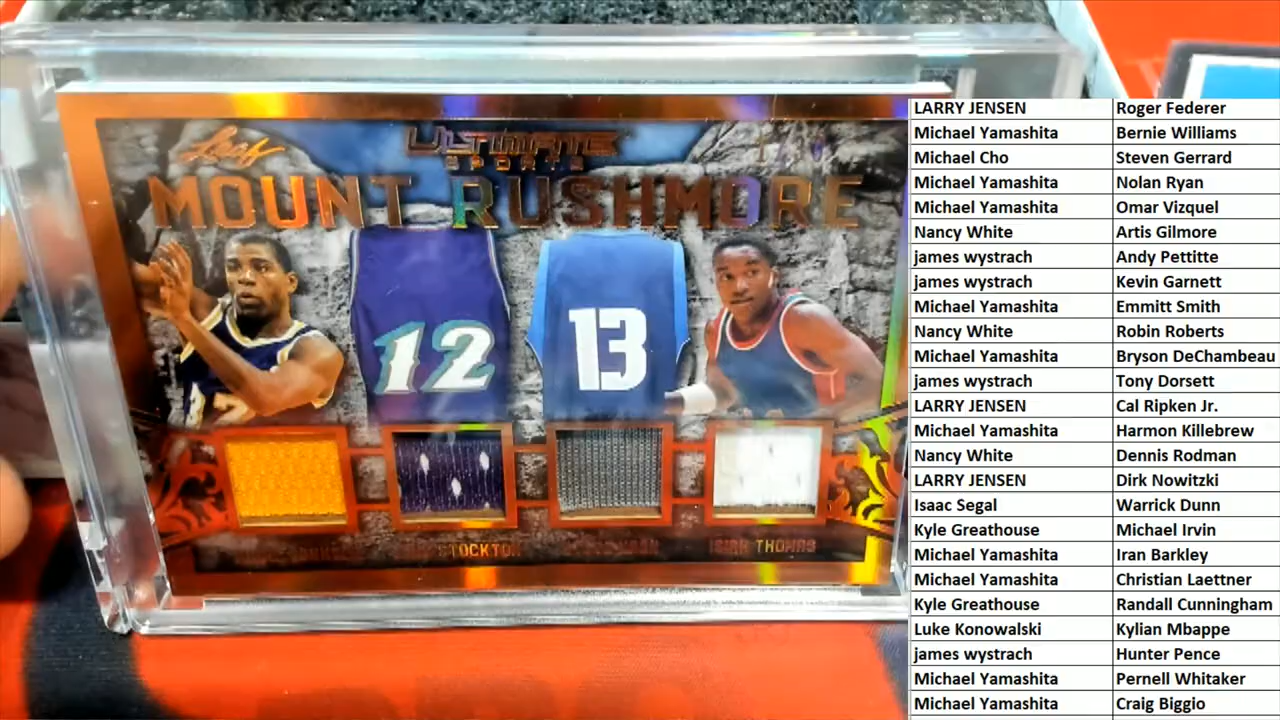 Leaf
ULTIMATE
SPORTS
MOUNT RUSHMORE
12
13
12
STOCKTON
ISIAH THOMAS
LARRY JENSEN Roger Federer
Michael Yamashita Bernie Williams
Michael Cho Steven Gerrard
Michael Yamashita Nolan Ryan
Michael Yamashita Omar Vizquel
Nancy White Artis Gilmore
james wystrach Andy Pettitte
james wystrach Kevin Garnett
Michael Yamashita Emmitt Smith
Nancy White Robin Roberts
Michael Yamashita Bryson DeChambeau
james wystrach Tony Dorsett
LARRY JENSEN Cal Ripken Jr.
Michael Yamashita Harmon Killebrew
Nancy White Dennis Rodman
LARRY JENSEN Dirk Nowitzki
Isaac Segal Warrick Dunn
Kyle Greathouse Michael Irvin
Michael Yamashita Iran Barkley
Michael Yamashita Christian Laettner
Kyle Greathouse Randall Cunningham
Luke Konowalski Kylian Mbappe
james wystrach Hunter Pence
Michael Yamashita Pernell Whitaker
Michael Yamashita Craig Biggio